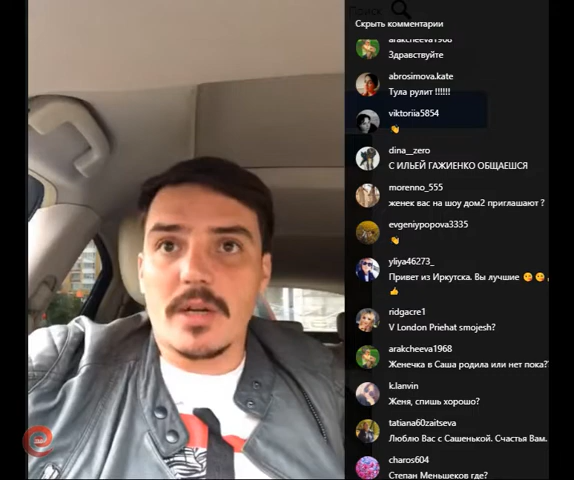 Поиск
Скрыть комментарии
arakcheeva1968
Здравствуйте
abrosimova.kate
Тула рулит !!!!!!
viktoriia5854
dina__zero
С ИЛЬЕЙ ГАЖИЕНКО ОБЩАЕШСЯ
morenno_555
женек вас на шоу дом2 приглашают ?
evgeniypopova3335
yliya46273_
Привет из Иркутска. Вы лучшие
ridgacre1
V London Priehat smojesh?
arakcheeva1968
Женечка в Саша родила или нет пока?
k.lanvin
Женя, спишь хорошо?
tatiana60zaitseva
Люблю Вас с Сашенькой. Счастья Вам.
charos604
Степан Меньшеков где?